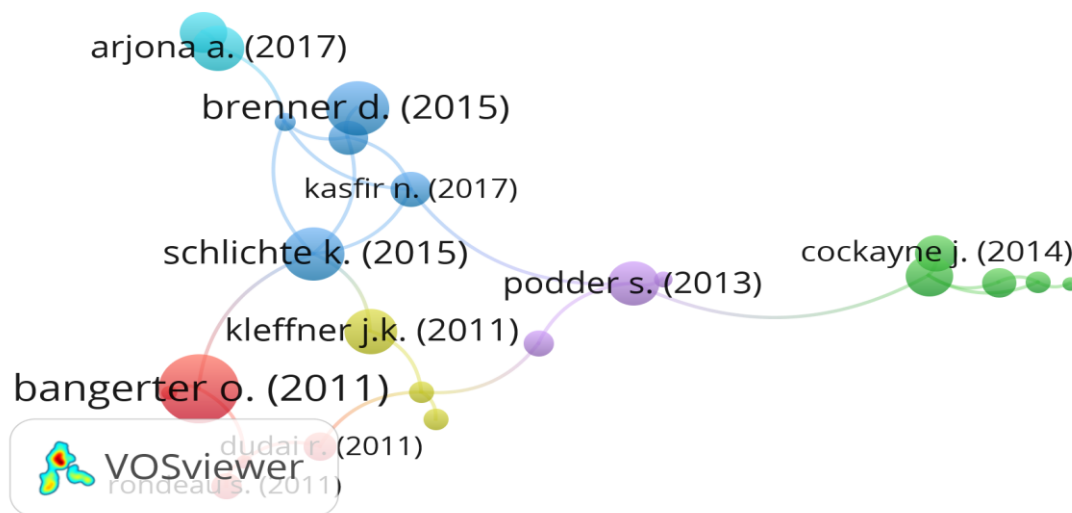 arjona a. (2017)
brenner d. (2015)
kasfir n. (2017)
schlichte k. (2015)
cockayne j. (2014)
podder s. (2013)
kleffner j.k. (2011)
bangerter o. (2011)
dudai r. (2011)
VOSviewer
rondeau s. (2011)